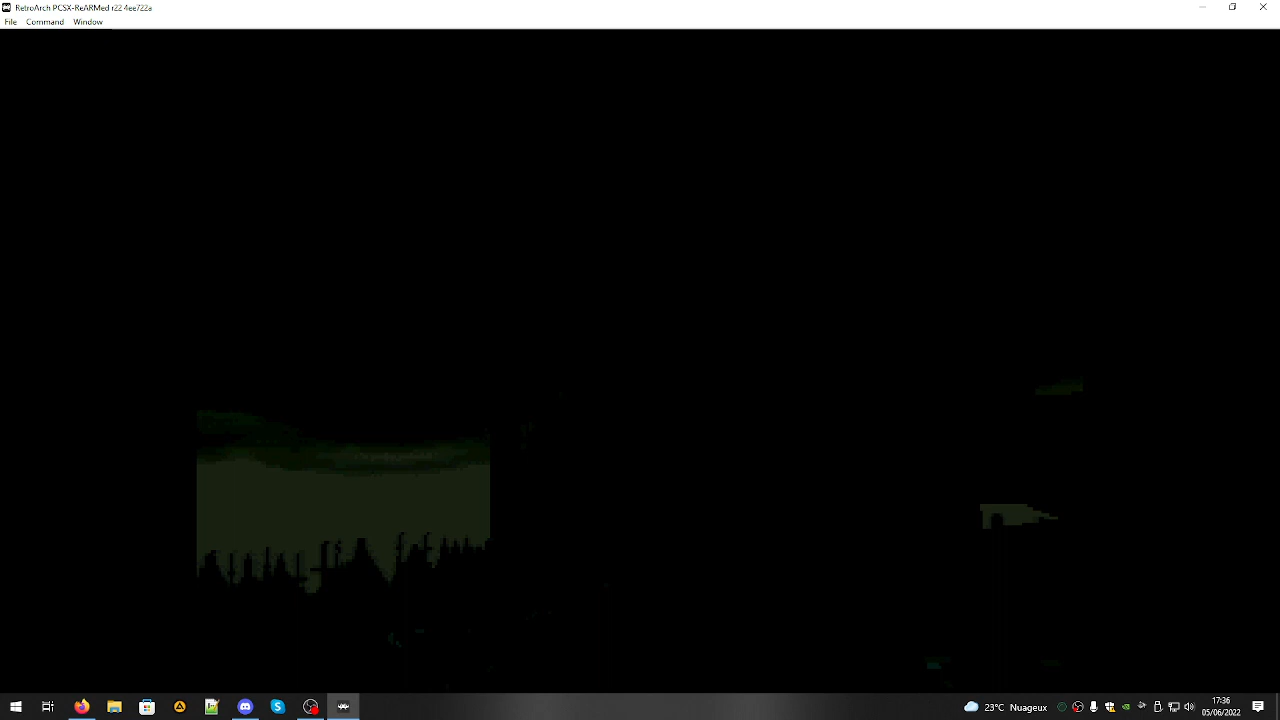 RetroArch PCSX-ReARMed r22 4ee722a
File Command Window
23°C Nuageux
17:36
05/06/2022